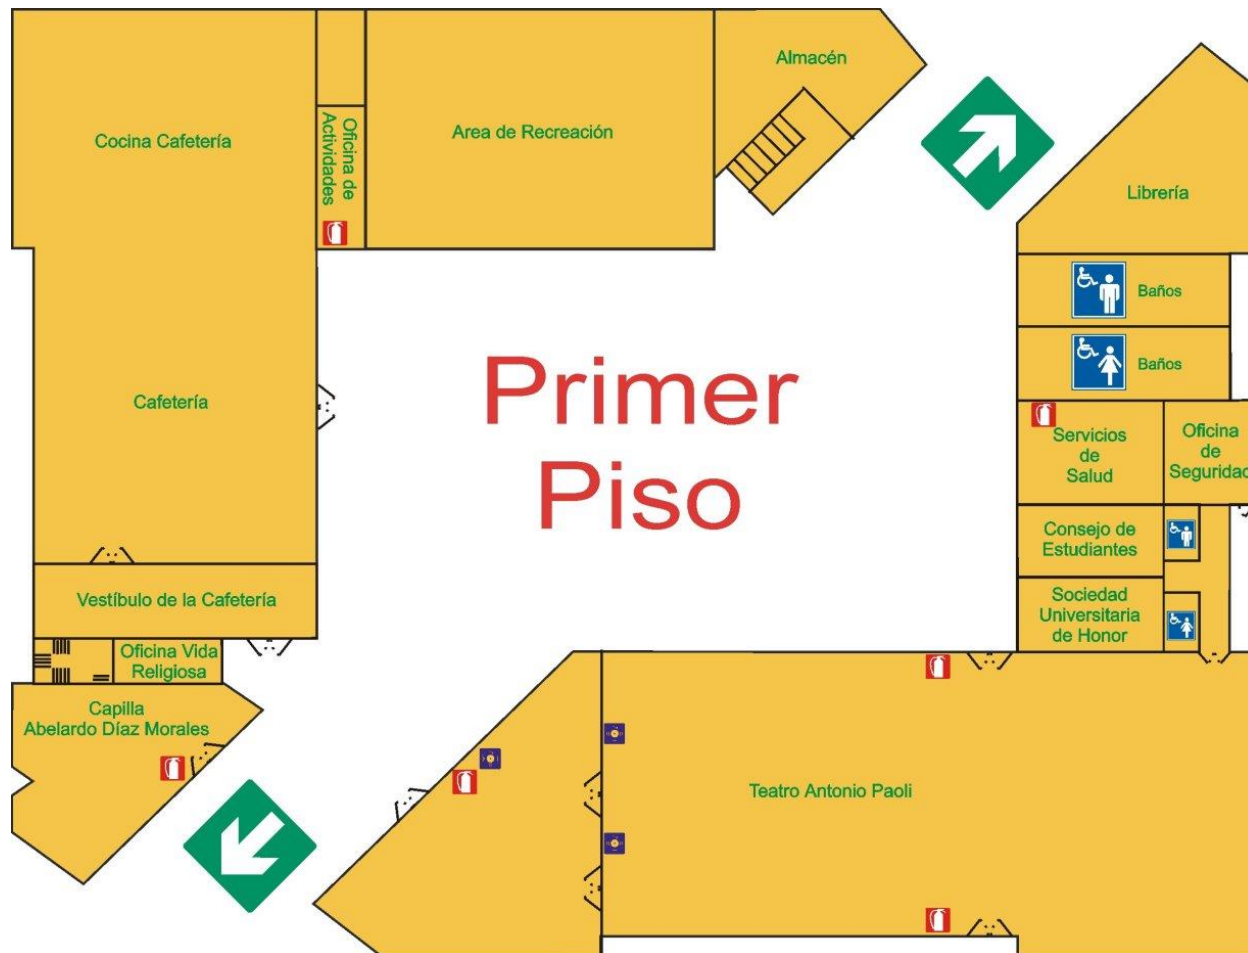 Almacén
Cocina Cafetería
Oficina de
Actividades
Area de Recreación
Librería
Baños
Baños
Cafetería
Primer
Piso
Servicios
de
Salud
Oficina
de
Seguridad
Consejo de
Estudiantes
Vestíbulo de la Cafetería
Sociedad
Universitaria
de Honor
Oficina Vida
Religiosa
Capilla
Abelardo Díaz Morales
Teatro Antonio Paoli